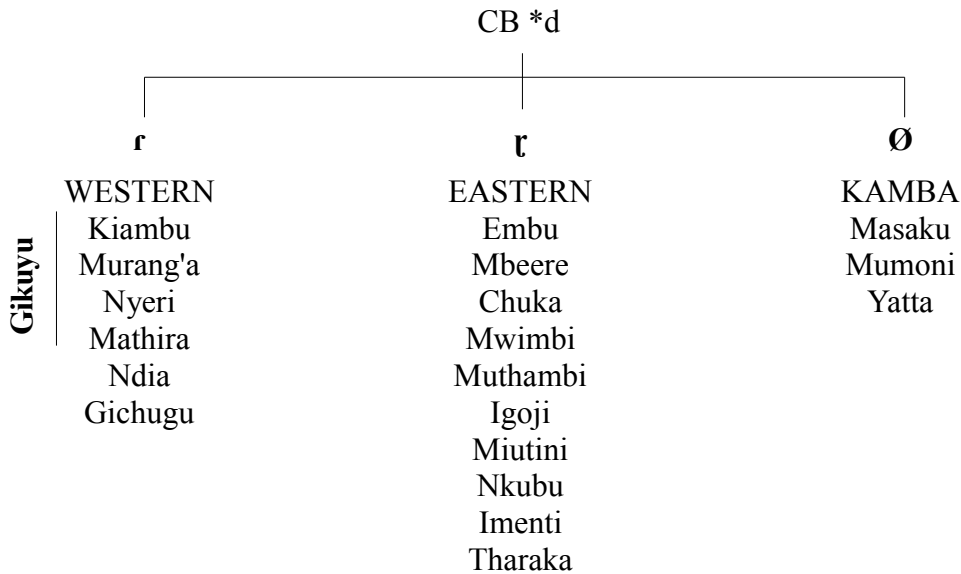 CB *d
ɾ ɽ Ø
WESTERN EASTERN KAMBA
Gikuyu
Kiambu Embu Masaku
Murang'a Mbeere Mumoni
Nyeri Chuka Yatta
Mathira Mwimbi
Ndia Muthambi
Gichugu Igoji
Miutini
Nkubu
Imenti
Tharaka